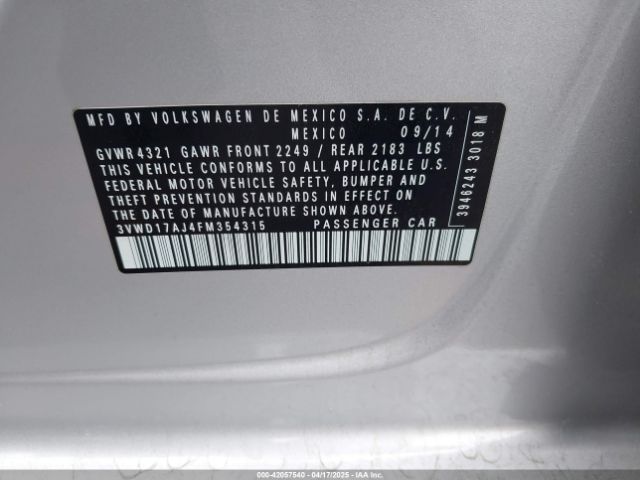 MFD BY VOLKSWAGEN DE MEXICO S.A. DE C.V.
MEXICO 09/14
GVWR 4321 GAWR FRONT 2249 / REAR 2183 LBS
THIS VEHICLE CONFORMS TO ALL APPLICABLE U.S.
FEDERAL MOTOR VEHICLE SAFETY, BUMPER AND
THEFT PREVENTION STANDARDS IN EFFECT ON THE
DATE OF MANUFACTURE SHOWN ABOVE.
3VWD17AJ4FM354315 PASSENGER CAR
3946243 3018 M
000-42057540 - 04/17/2025 - IAAI.COM